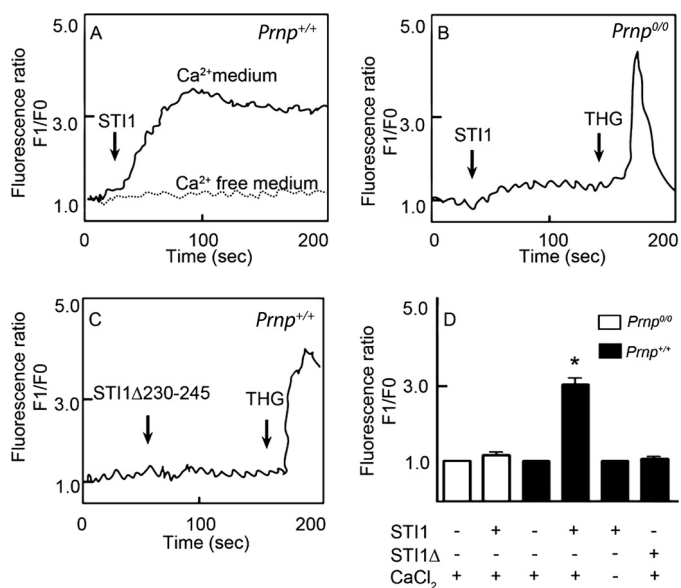 A
Prnp+/+
5.0
3.0
1.0
Fluorescence ratio
F1/F0
Ca2+medium
STI1
Ca2+ free medium
0 100 200
Time (sec)
B
Prnp0/0
5.0
3.0
1.0
Fluorescence ratio
F1/F0
STI1
THG
0 100 200
Time (sec)
C
Prnp+/+
5.0
3.0
1.0
Fluorescence ratio
F1/F0
STI1Δ230-245
THG
0 100 200
Time (sec)
D
5.0
3.0
1.0
Fluorescence ratio
F1/F0
Prnp0/0
Prnp+/+
*
STI1 - + - + + -
STI1Δ - - - - - +
CaCl2 + + + + - +